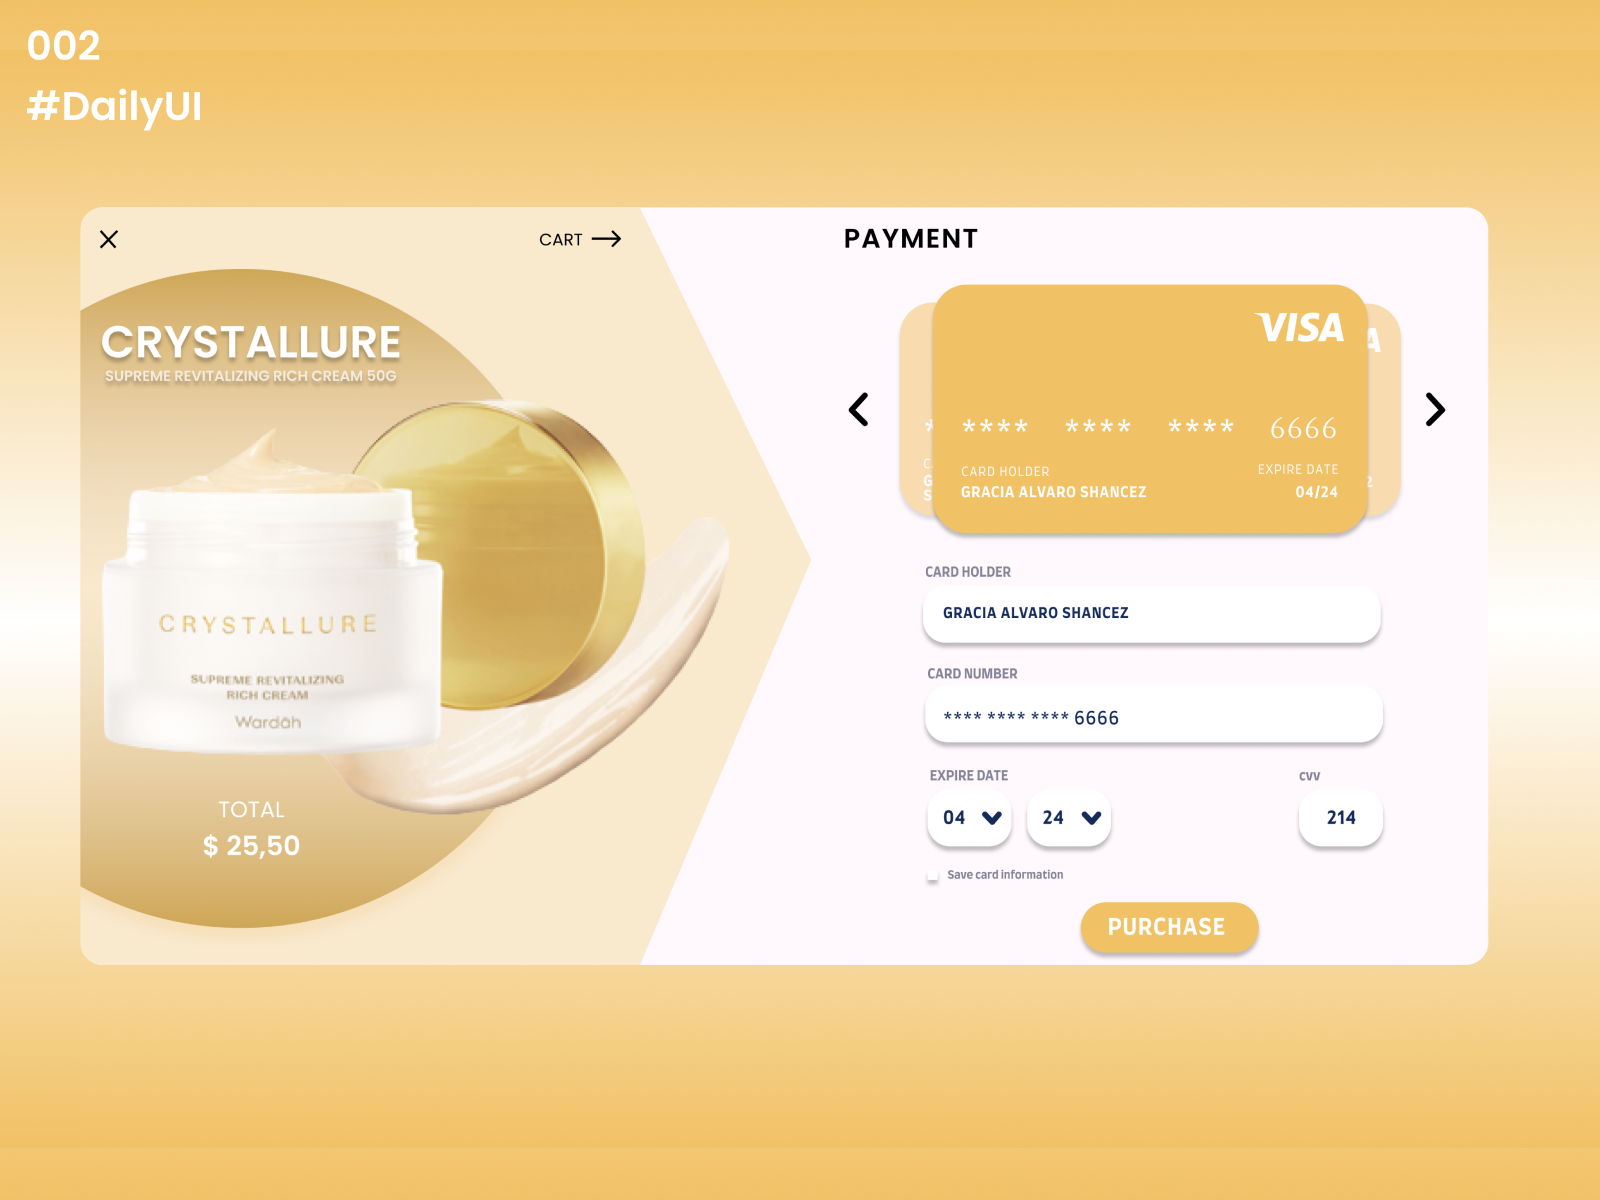 002
#DailyUI
CART
CRYSTALLURE
SUPREME REVITALIZING RICH CREAM 50G
CRYSTALLURE
SUPREME REVITALIZING
RICH CREAM
Wardah
TOTAL
$ 25,50
PAYMENT
VISA
**** **** **** 6666
CARD HOLDER
EXPIRE DATE
GRACIA ALVARO SHANCEZ
04/24
CARD HOLDER
GRACIA ALVARO SHANCEZ
CARD NUMBER
**** **** **** 6666
EXPIRE DATE
cvv
04
24
214
Save card information
PURCHASE